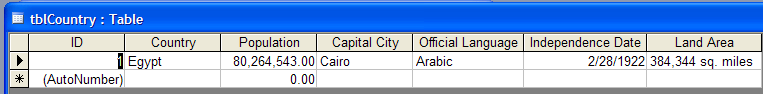 tblCountry : Table
ID Country Population Capital City Official Language Independence Date Land Area
1 Egypt 80,264,543.00 Cairo Arabic 2/28/1922 384,344 sq. miles
(AutoNumber) 0.00